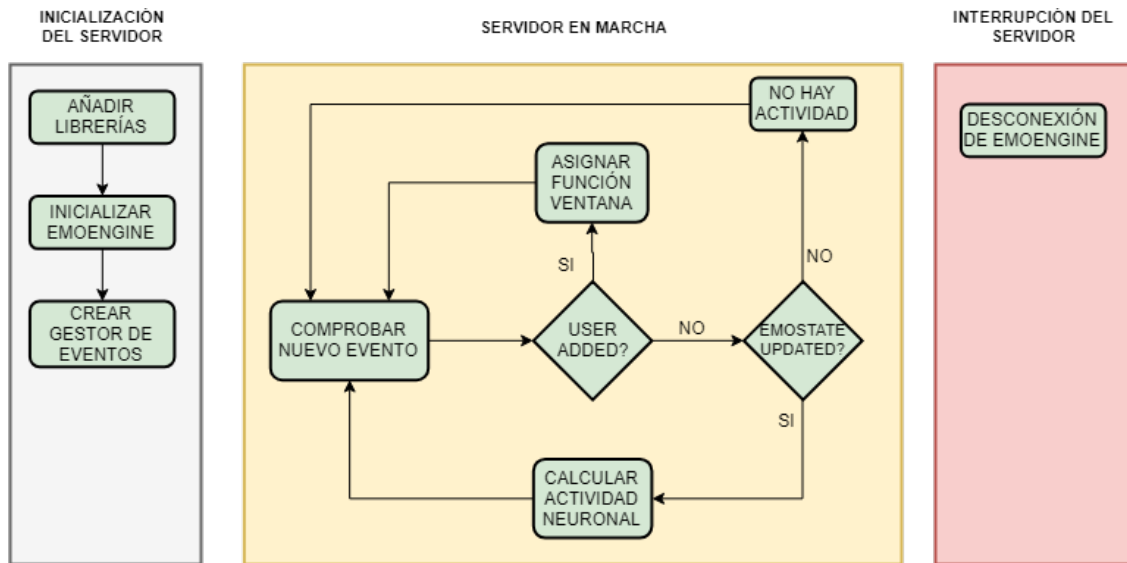 INICIALIZACIÓN
DEL SERVIDOR
AÑADIR
LIBRERÍAS
INICIALIZAR
EMOENGINE
CREAR
GESTOR DE
EVENTOS
SERVIDOR EN MARCHA
NO HAY
ACTIVIDAD
ASIGNAR
FUNCIÓN
VENTANA
SI
NO
COMPROBAR
NUEVO EVENTO
USER
ADDED?
NO
EMOSTATE
UPDATED?
SI
CALCULAR
ACTIVIDAD
NEURONAL
INTERRUPCIÓN DEL
SERVIDOR
DESCONEXIÓN
DE EMOENGINE